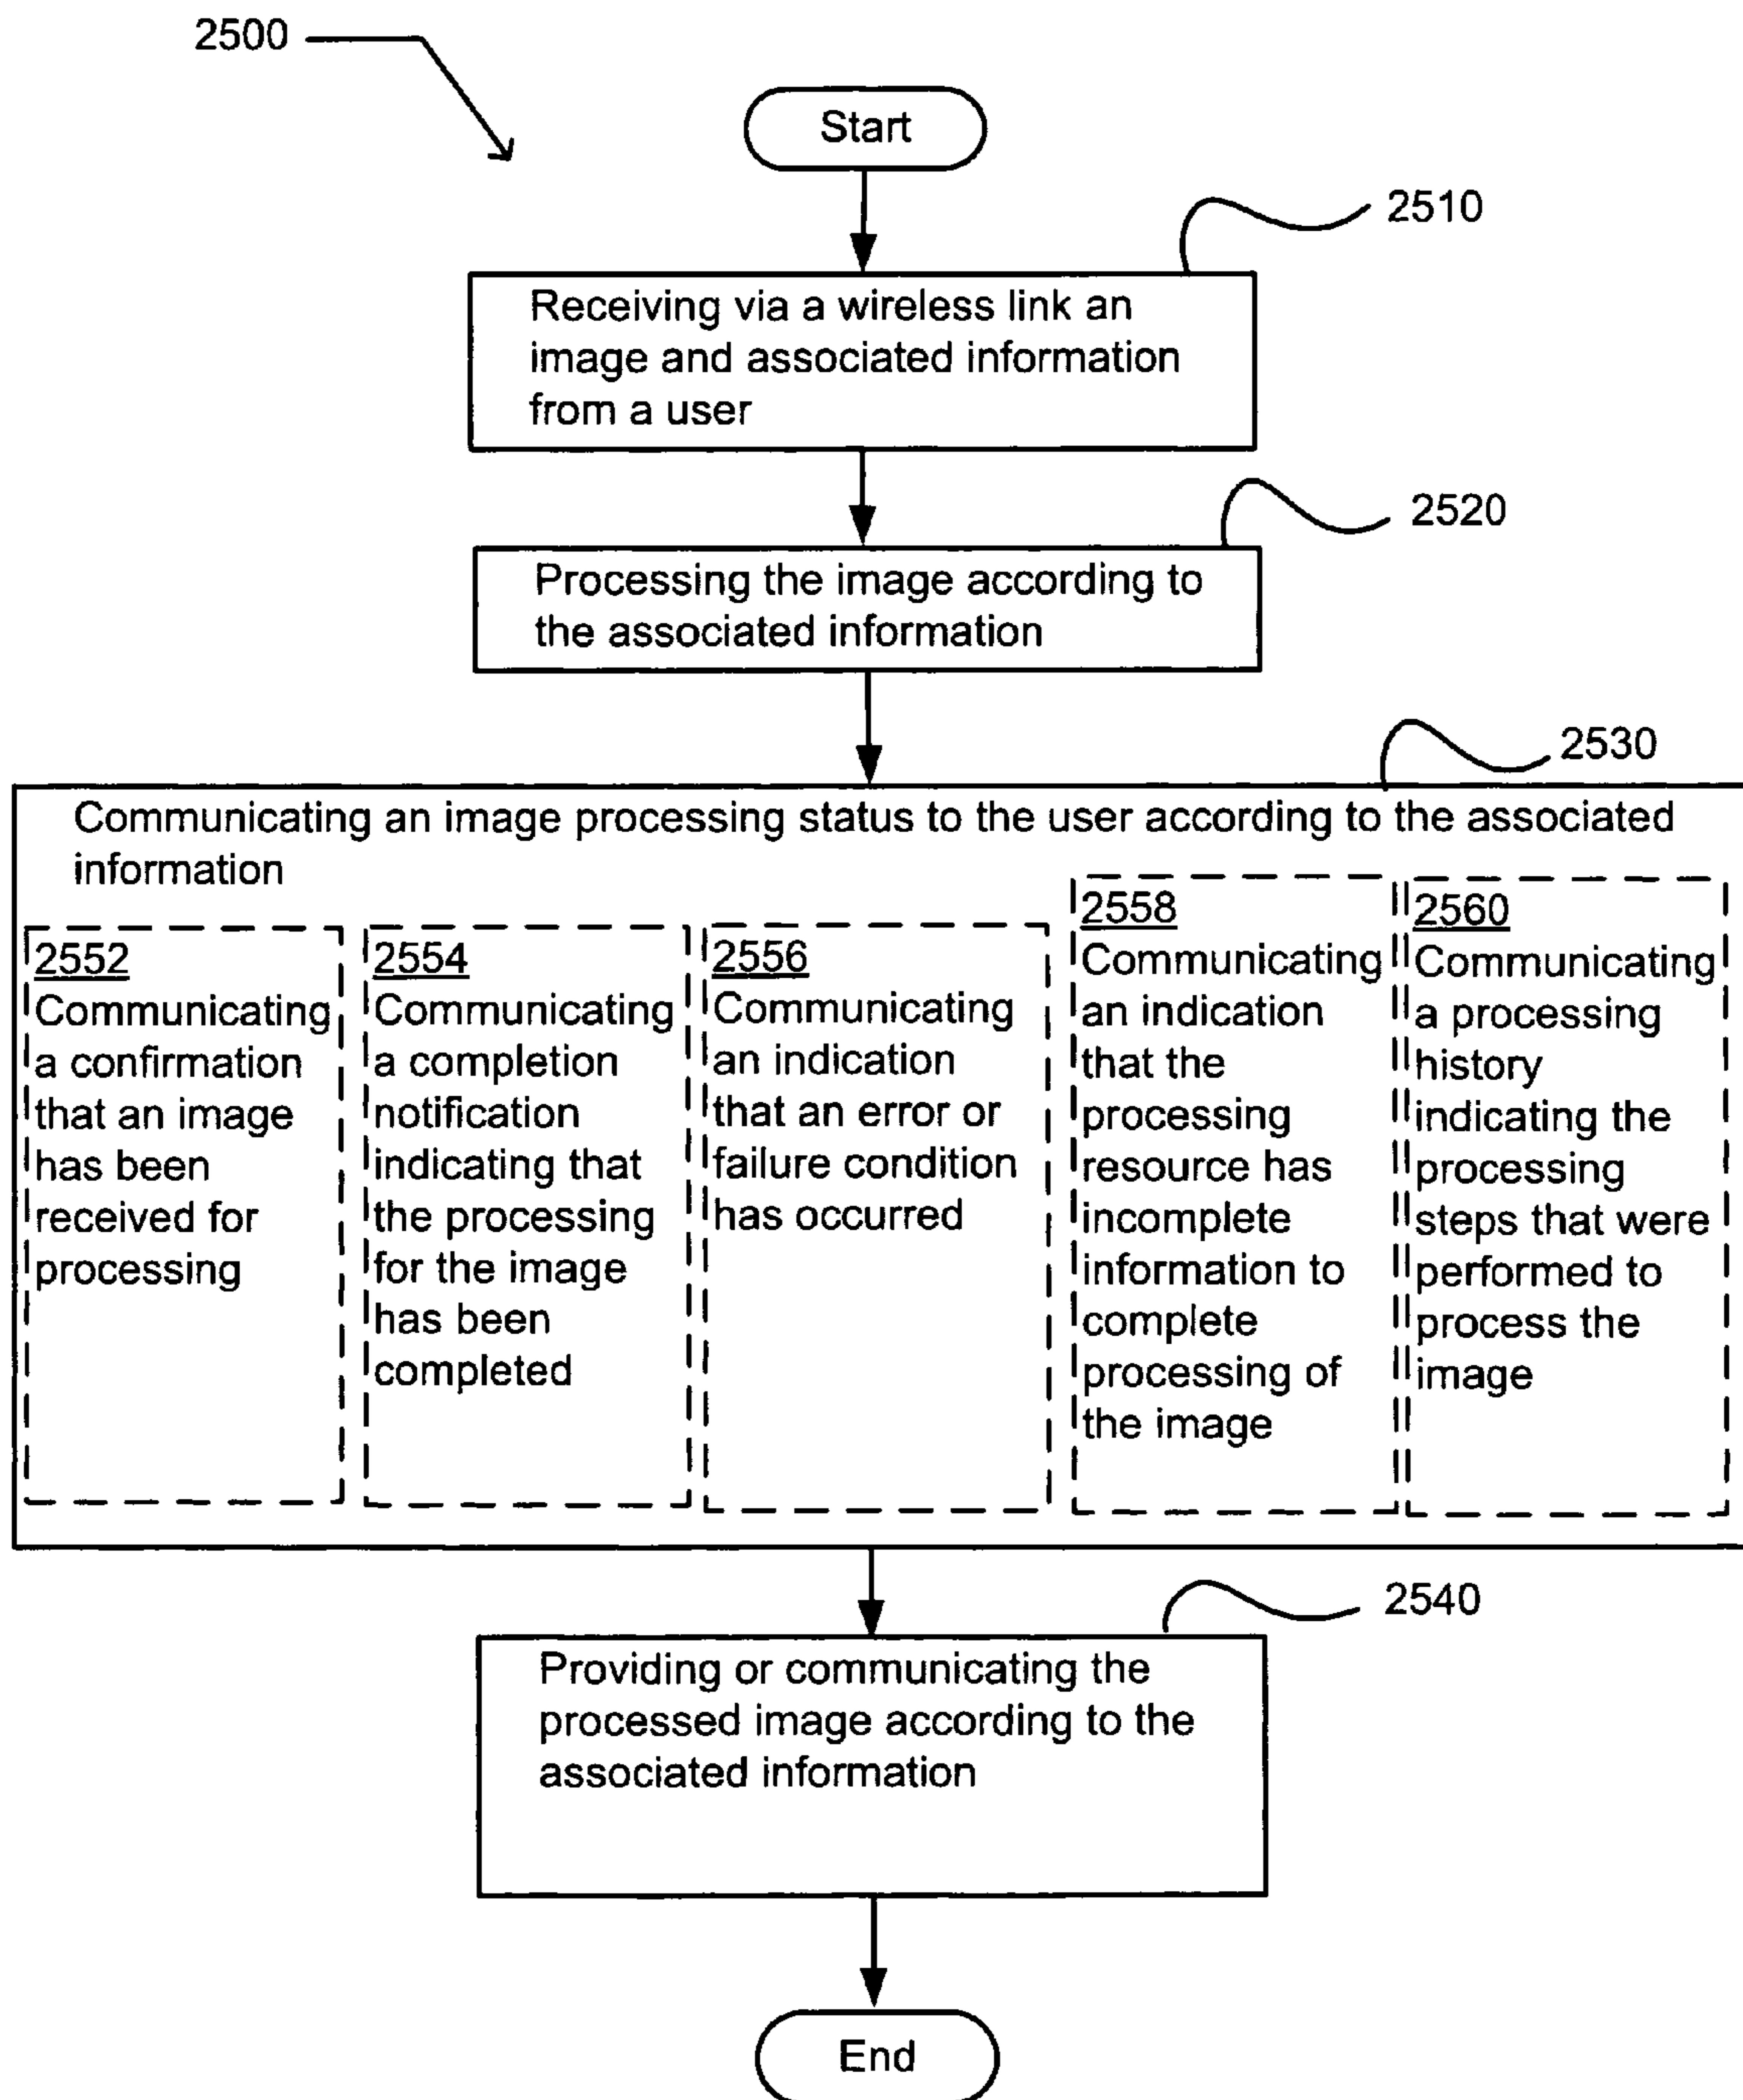 2500
Start
2510
Receiving via a wireless link an
image and associated information
from a user
2520
Processing the image according to
the associated information
2530
Communicating an image processing status to the user according to the associated
information
2552
Communicating
a confirmation
that an image
has been
received for
processing
2554
Communicating
a completion
notification
indicating that
the processing
for the image
has been
completed
2556
Communicating
an indication
that an error or
failure condition
has occurred
2558
Communicating
an indication
that the
processing
resource has
incomplete
information to
complete
processing of
the image
2560
Communicating
a processing
history
indicating the
processing
steps that were
performed to
process the
image
2540
Providing or communicating the
processed image according to the
associated information
End